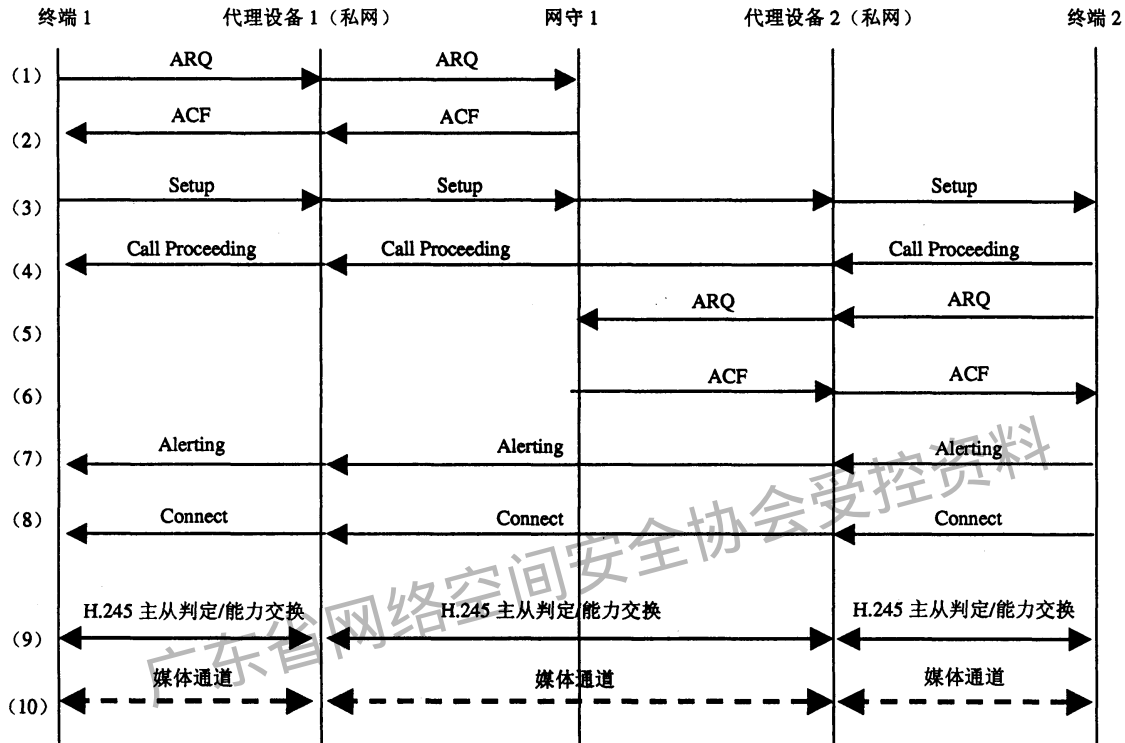 终端 1 代理设备 1（私网） 网守 1 代理设备 2（私网） 终端 2
（1） ARQ ARQ
（2） ACF ACF
（3） Setup Setup Setup
（4） Call Proceeding Call Proceeding Call Proceeding
（5） ARQ ARQ
（6） ACF ACF
（7） Alerting Alerting Alerting
（8） Connect Connect Connect
（9） H.245 主从判定/能力交换 H.245 主从判定/能力交换 H.245 主从判定/能力交换
（10） 媒体通道 媒体通道 媒体通道
广东省网络空间安全协会受控资料